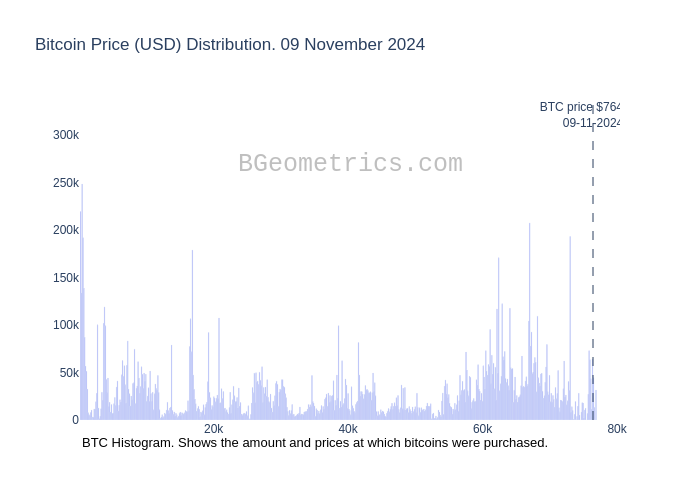 Bitcoin Price (USD) Distribution. 09 November 2024
BTC price $764
09-11-2024
300k
BGeometrics.com
250k
200k
150k
100k
50k
0
20k
40k
60k
80k
BTC Histogram. Shows the amount and prices at which bitcoins were purchased.